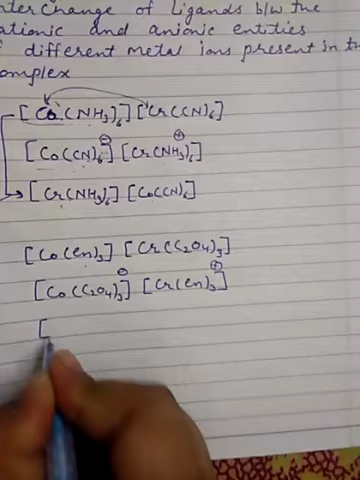 nterchange of Ligands b/w the
ationic and anionic entities
different metal ions present in th
omplex
[Co(NH3)6][Cr(CN)6]
[Co(CN)6]⊖ [Cr(NH3)6]⊕
[Cr(NH3)6][Co(CN)6]
[Co(en)3][Cr(C2O4)3]
[Co(C2O4)3]⊖ [Cr(en)3]⊕
[